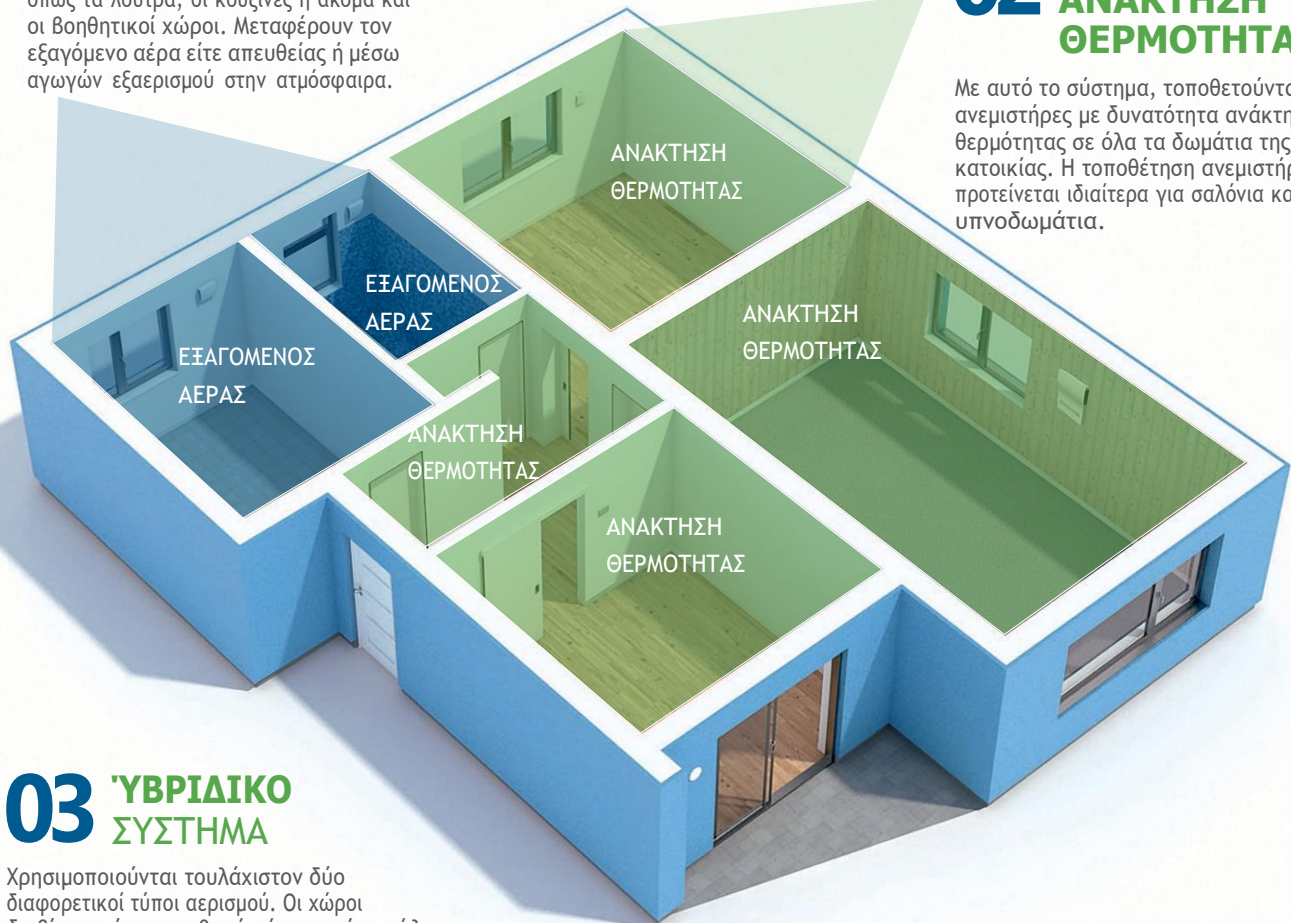 όπως τα λουτρά, οι κουζίνες ή ακόμα και
οι βοηθητικοί χώροι. Μεταφέρουν τον
εξαγόμενο αέρα είτε απευθείας ή μέσω
αγωγών εξαερισμού στην ατμόσφαιρα.
02 ΑΝΑΚΤΗΣΗ
ΘΕΡΜΟΤΗΤΑ
Με αυτό το σύστημα, τοποθετούντα
ανεμιστήρες με δυνατότητα ανάκτη
θερμότητας σε όλα τα δωμάτια της
κατοικίας. Η τοποθέτηση ανεμιστήρ
προτείνεται ιδιαίτερα για σαλόνια κα
υπνοδωμάτια.
ΑΝΑΚΤΗΣΗ
ΘΕΡΜΟΤΗΤΑΣ
ΕΞΑΓΟΜΕΝΟΣ
ΑΕΡΑΣ
ΑΝΑΚΤΗΣΗ
ΘΕΡΜΟΤΗΤΑΣ
ΕΞΑΓΟΜΕΝΟΣ
ΑΕΡΑΣ
ΑΝΑΚΤΗΣΗ
ΘΕΡΜΟΤΗΤΑΣ
ΑΝΑΚΤΗΣΗ
ΘΕΡΜΟΤΗΤΑΣ
03 ΎΒΡΙΔΙΚΟ
ΣΥΣΤΗΜΑ
Χρησιμοποιούνται τουλάχιστον δύο
διαφορετικοί τύποι αερισμού. Οι χώροι